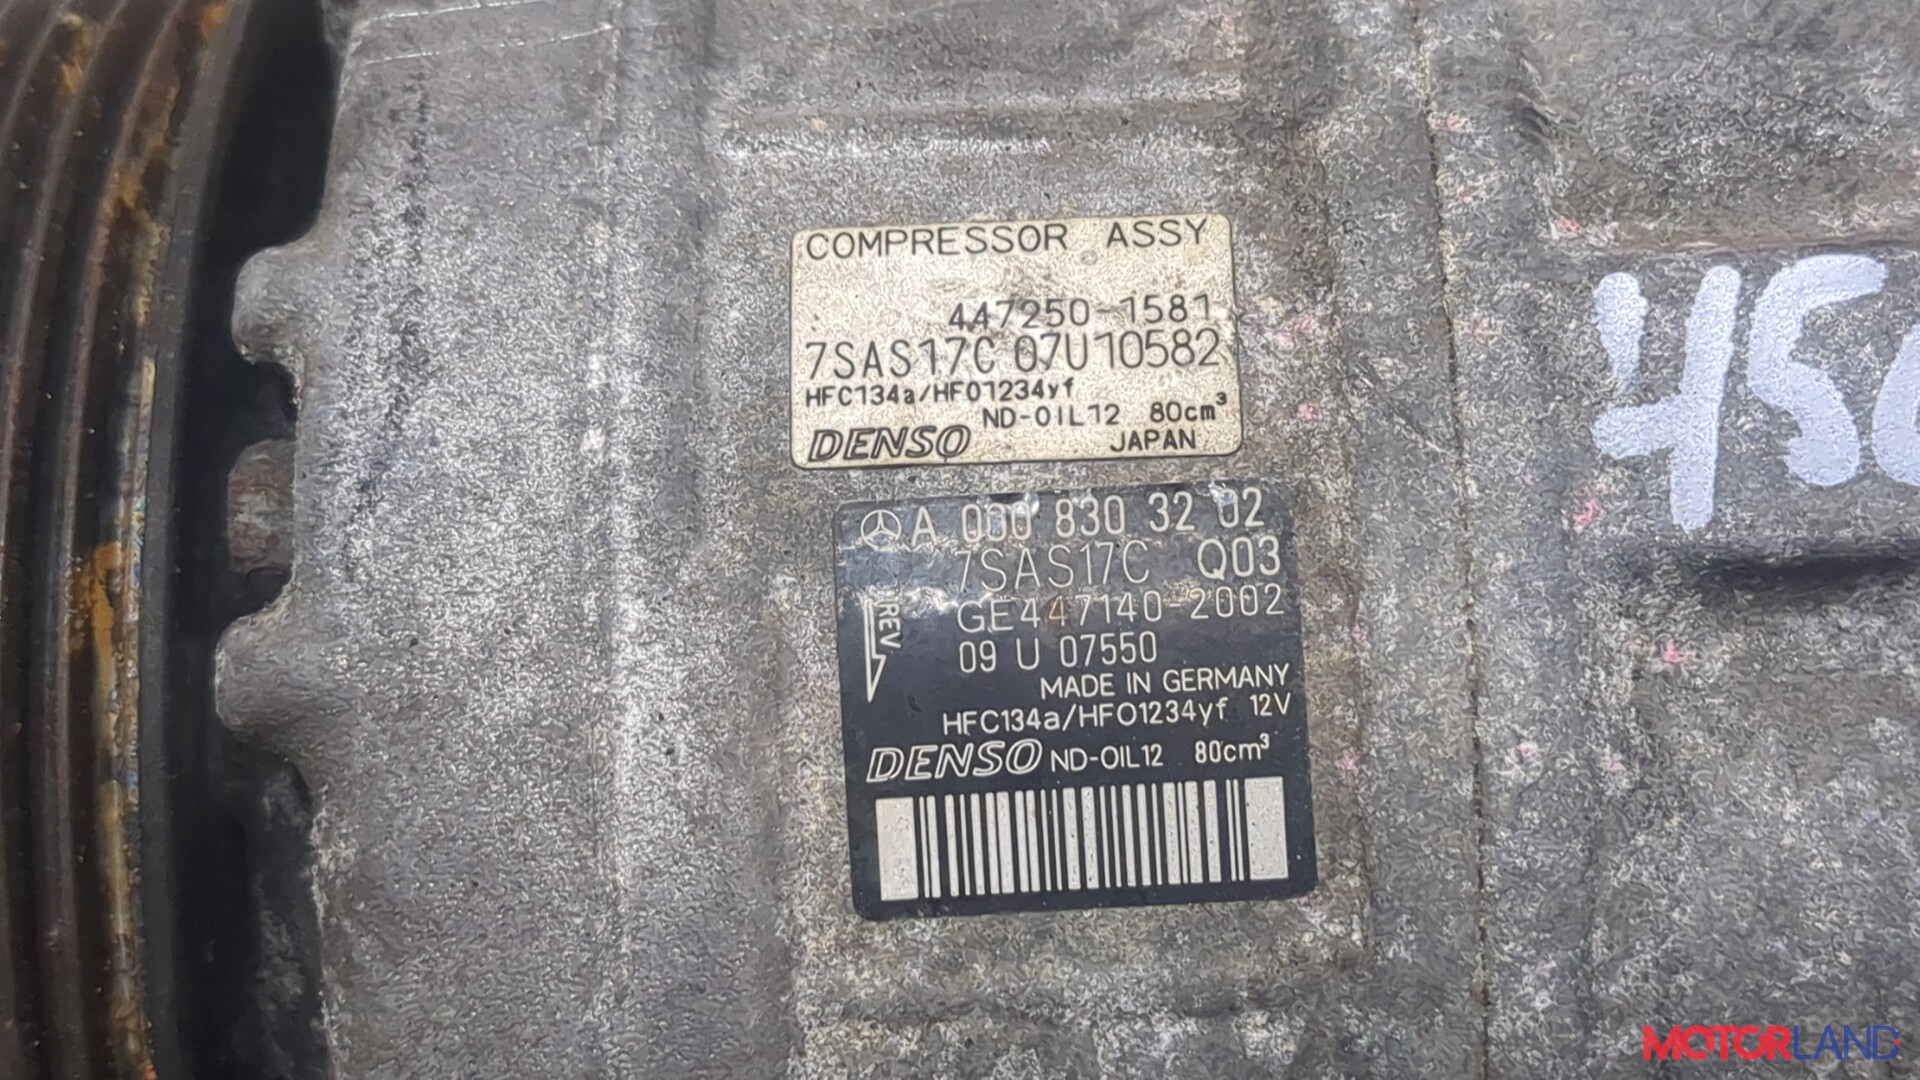 COMPRESSOR ASSY
447250-1581
7SAS17C 07U10582
HFC134a/HFO1234yf
ND-OIL12 80cm³
DENSO JAPAN
A 000 830 32 02
7SAS17C Q03
REV
GE447140-2002
09 U 07550
MADE IN GERMANY
HFC134a/HFO1234yf 12V
DENSO ND-OIL12 80cm³
MOTORLAND